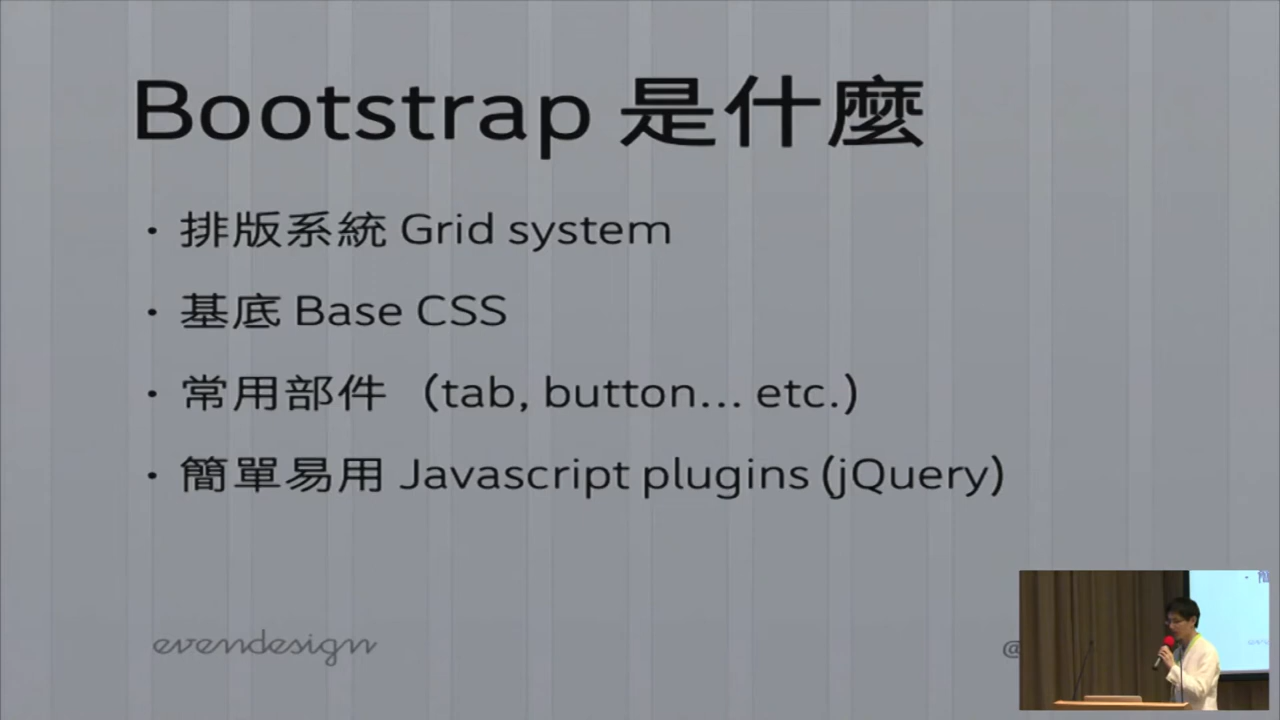 Bootstrap 是什麼
· 排版系統 Grid system
· 基底 Base CSS
· 常用部件 （tab, button... etc.）
· 簡單易用 Javascript plugins (jQuery)
evendesign
@